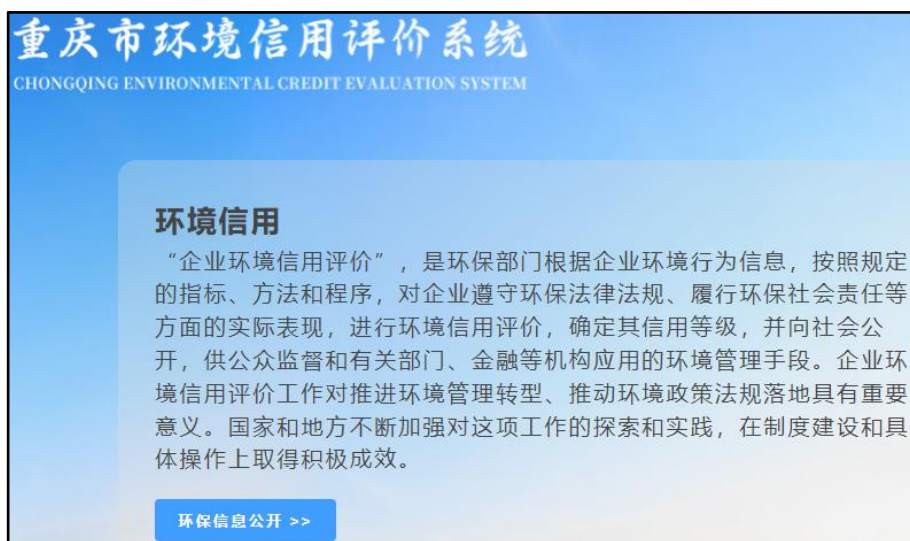 重庆市环境信用评价系统
CHONGQING ENVIRONMENTAL CREDIT EVALUATION SYSTEM
环境信用
“企业环境信用评价”，是环保部门根据企业环境行为信息，按照规定
的指标、方法和程序，对企业遵守环保法律法规、履行环保社会责任等
方面的实际表现，进行环境信用评价，确定其信用等级，并向社会公
开，供公众监督和有关部门、金融等机构应用的环境管理手段。企业环
境信用评价工作对推进环境管理转型、推动环境政策法规落地具有重要
意义。国家和地方不断加强对这项工作的探索和实践，在制度建设和具
体操作上取得积极成效。
环保信息公开 >>